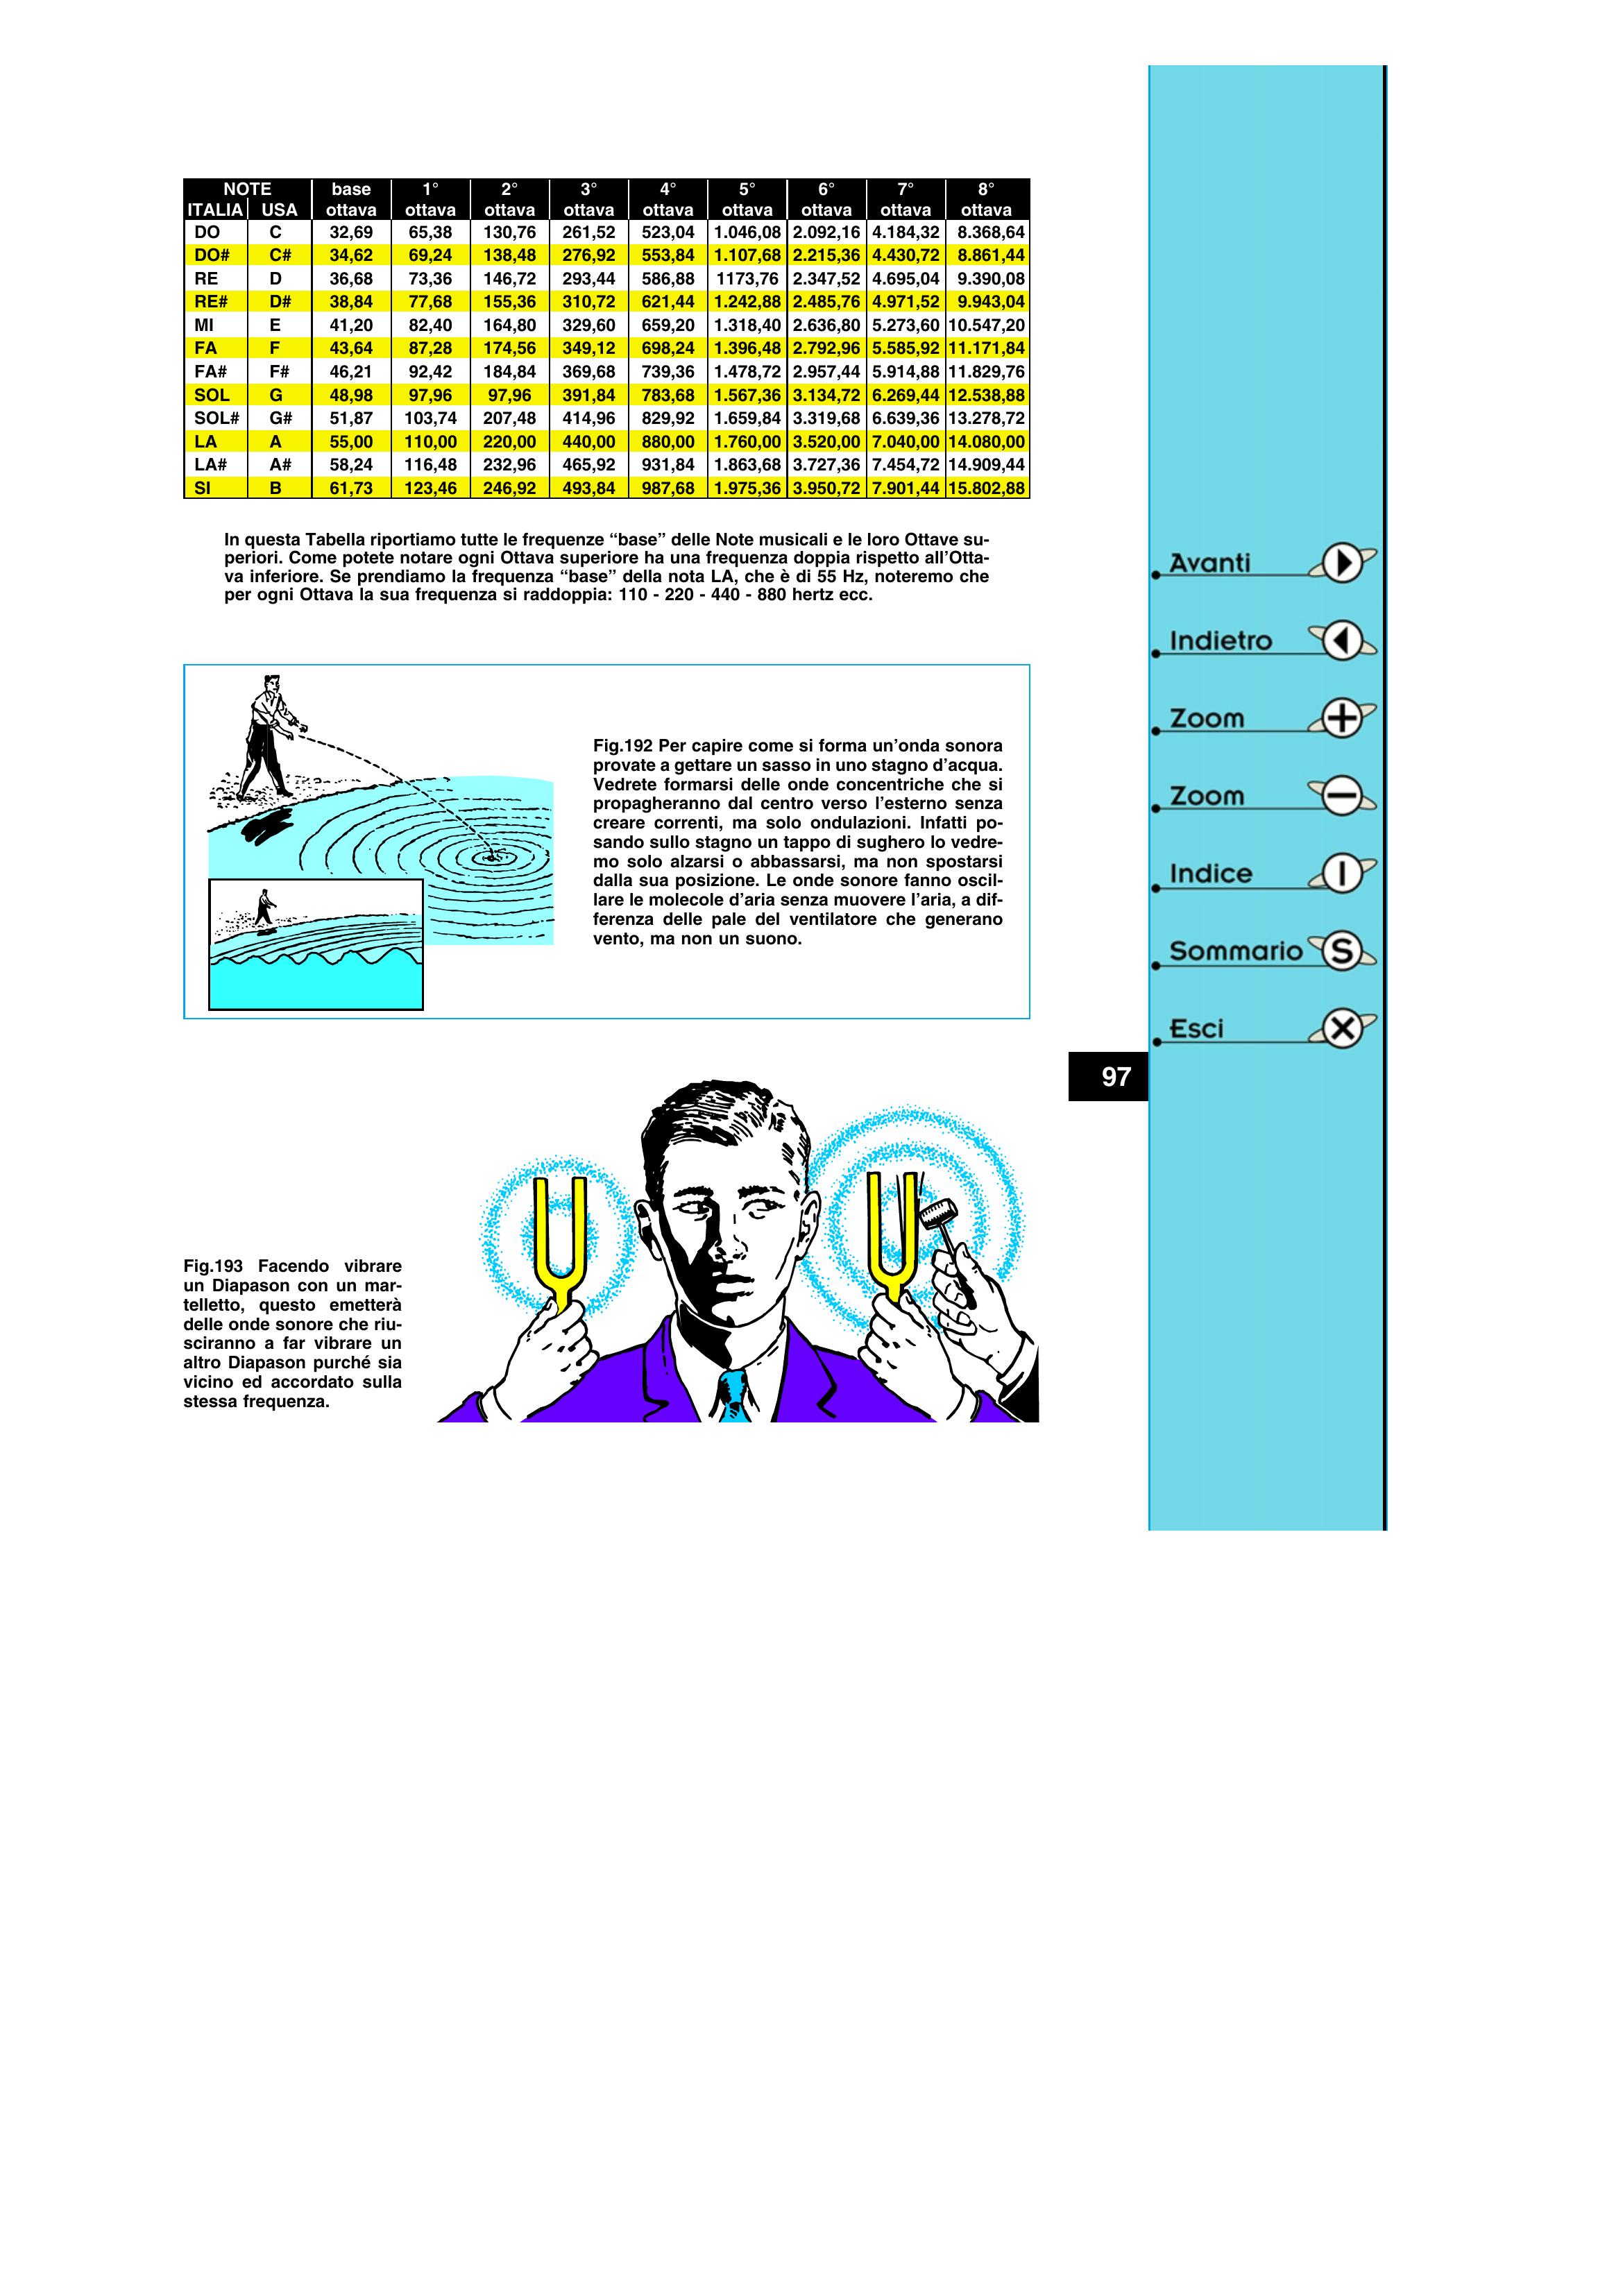 NOTE base 1° 2° 3° 4° 5° 6° 7° 8°
ITALIA USA ottava ottava ottava ottava ottava ottava ottava ottava ottava
DO C 32,69 65,38 130,76 261,52 523,04 1.046,08 2.092,16 4.184,32 8.368,64
DO# C# 34,62 69,24 138,48 276,92 553,84 1.107,68 2.215,36 4.430,72 8.861,44
RE D 36,68 73,36 146,72 293,44 586,88 1173,76 2.347,52 4.695,04 9.390,08
RE# D# 38,84 77,68 155,36 310,72 621,44 1.242,88 2.485,76 4.971,52 9.943,04
MI E 41,20 82,40 164,80 329,60 659,20 1.318,40 2.636,80 5.273,60 10.547,20
FA F 43,64 87,28 174,56 349,12 698,24 1.396,48 2.792,96 5.585,92 11.171,84
FA# F# 46,21 92,42 184,84 369,68 739,36 1.478,72 2.957,44 5.914,88 11.829,76
SOL G 48,98 97,96 97,96 391,84 783,68 1.567,36 3.134,72 6.269,44 12.538,88
SOL# G# 51,87 103,74 207,48 414,96 829,92 1.659,84 3.319,68 6.639,36 13.278,72
LA A 55,00 110,00 220,00 440,00 880,00 1.760,00 3.520,00 7.040,00 14.080,00
LA# A# 58,24 116,48 232,96 465,92 931,84 1.863,68 3.727,36 7.454,72 14.909,44
SI B 61,73 123,46 246,92 493,84 987,68 1.975,36 3.950,72 7.901,44 15.802,88
In questa Tabella riportiamo tutte le frequenze “base” delle Note musicali e le loro Ottave su-
periori. Come potete notare ogni Ottava superiore ha una frequenza doppia rispetto all’Otta-
va inferiore. Se prendiamo la frequenza “base” della nota LA, che è di 55 Hz, noteremo che
per ogni Ottava la sua frequenza si raddoppia: 110 - 220 - 440 - 880 hertz ecc.
Fig.192 Per capire come si forma un’onda sonora
provate a gettare un sasso in uno stagno d’acqua.
Vedrete formarsi delle onde concentriche che si
propagheranno dal centro verso l’esterno senza
creare correnti, ma solo ondulazioni. Infatti po-
sando sullo stagno un tappo di sughero lo vedre-
mo solo alzarsi o abbassarsi, ma non spostarsi
dalla sua posizione. Le onde sonore fanno oscil-
lare le molecole d’aria senza muovere l’aria, a dif-
ferenza delle pale del ventilatore che generano
vento, ma non un suono.
Fig.193 Facendo vibrare
un Diapason con un mar-
telletto, questo emetterà
delle onde sonore che riu-
sciranno a far vibrare un
altro Diapason purché sia
vicino ed accordato sulla
stessa frequenza.
Avanti
Indietro
Zoom
Zoom
Indice I
Sommario S
Esci
97